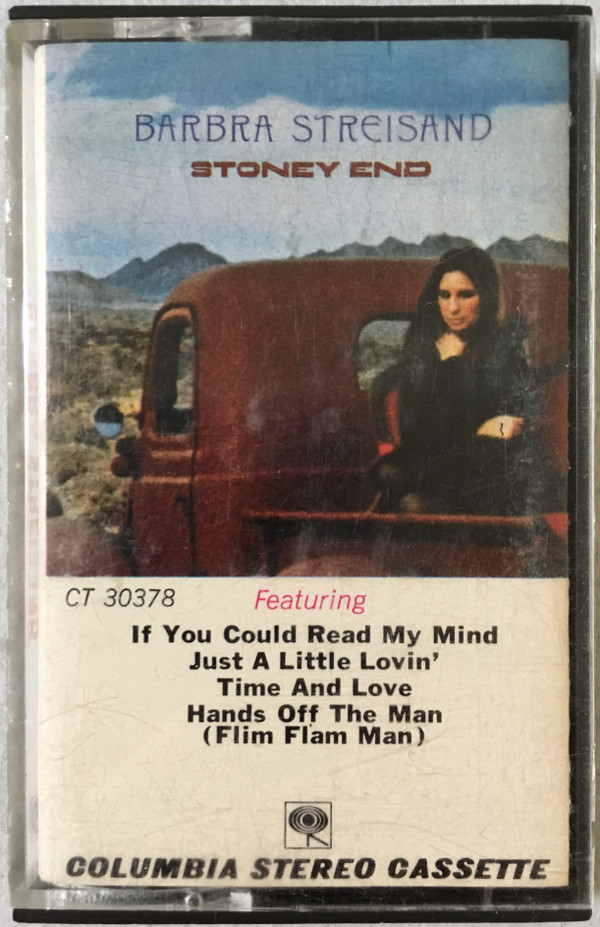 BARBRA STREISAND
STONEY END
CT 30378 Featuring
If You Could Read My Mind
Just A Little Lovin'
Time And Love
Hands Off The Man
(Flim Flam Man)
COLUMBIA STEREO CASSETTE